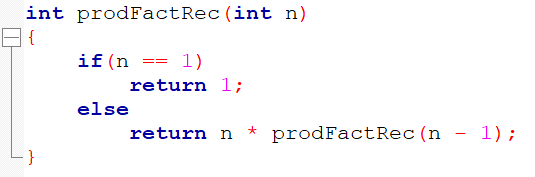 int prodFactRec(int n)
{
    if(n == 1)
        return 1;
    else
        return n * prodFactRec(n - 1);
}